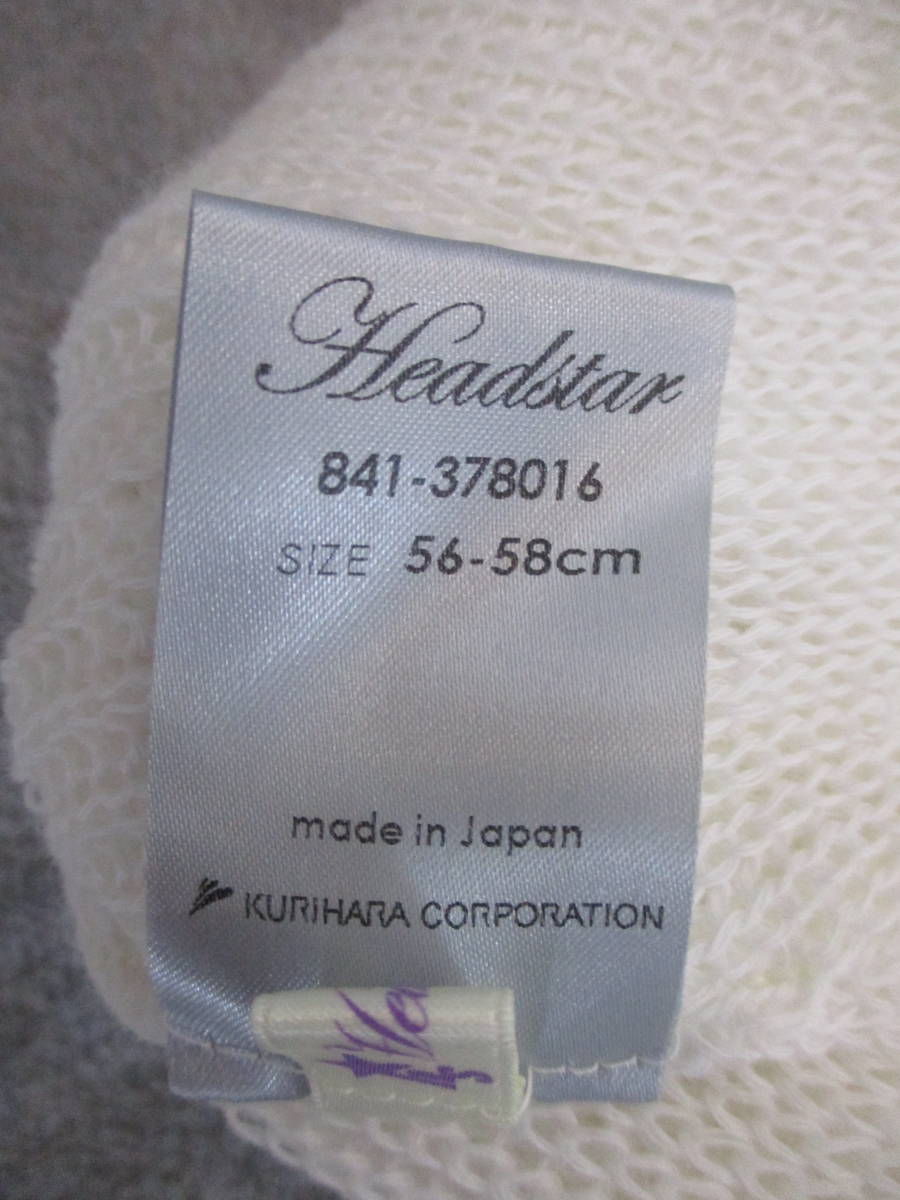 Headstar
841-378016
SIZE 56-58cm
made in Japan
KURIHARA CORPORATION